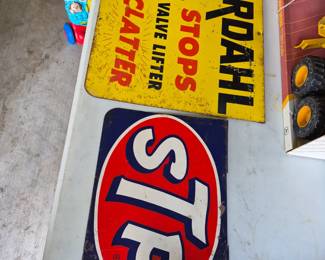 RDAHL
STOPS
VALVE LIFTER
CLATTER
STP